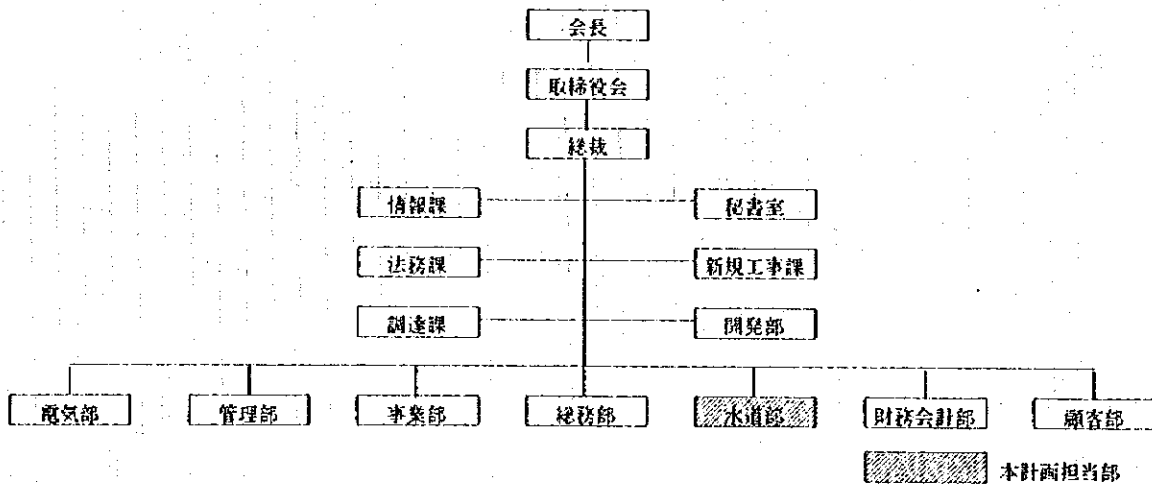 会長
取締役会
総裁
情報課 秘書室
法務課 新規工事課
調達課 開発部
電気部 管理部 事業部 総務部 水道部 財務会計部 顧客部
本計画担当部